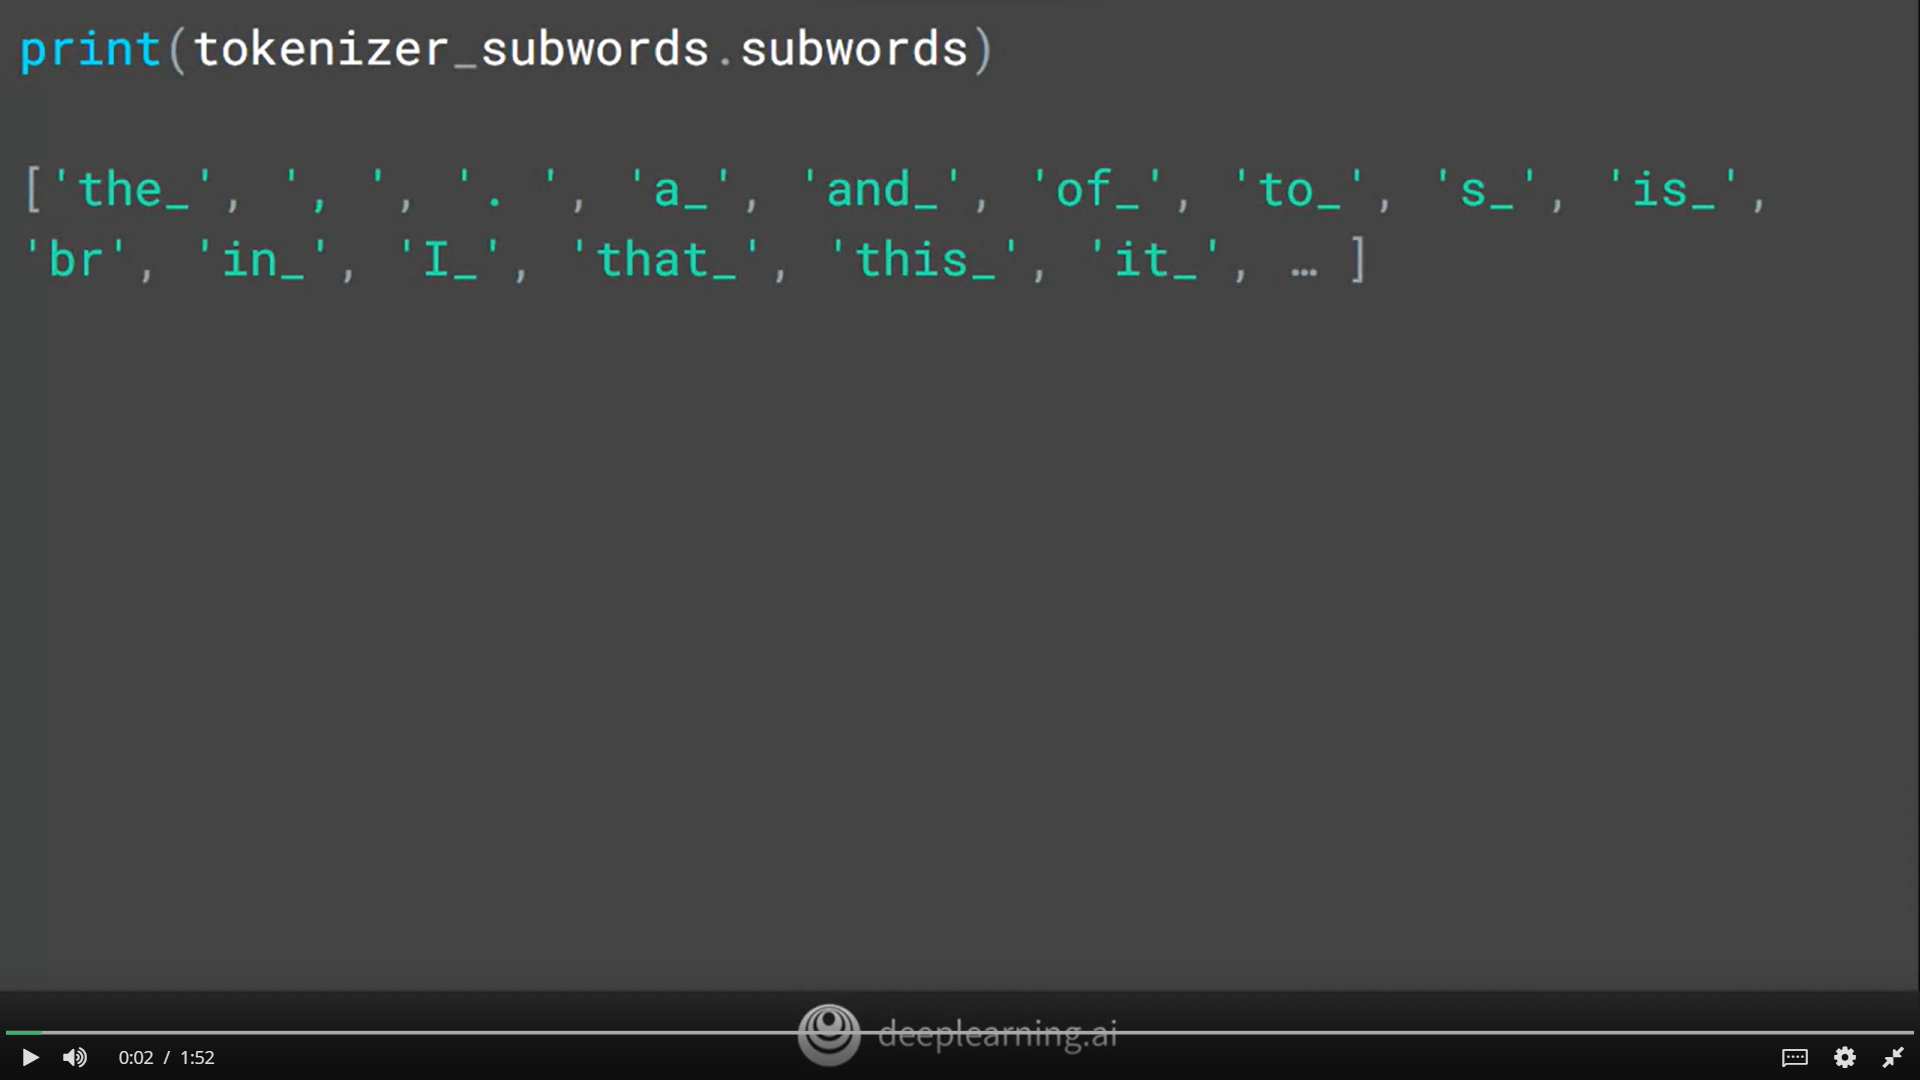 print(tokenizer_subwords.subwords)
['the_', ', ', '. ', 'a_', 'and_', 'of_', 'to_', 's_', 'is_',
'br', 'in_', 'I_', 'that_', 'this_', 'it_', … ]
deeplearning.ai
0:02 / 1:52